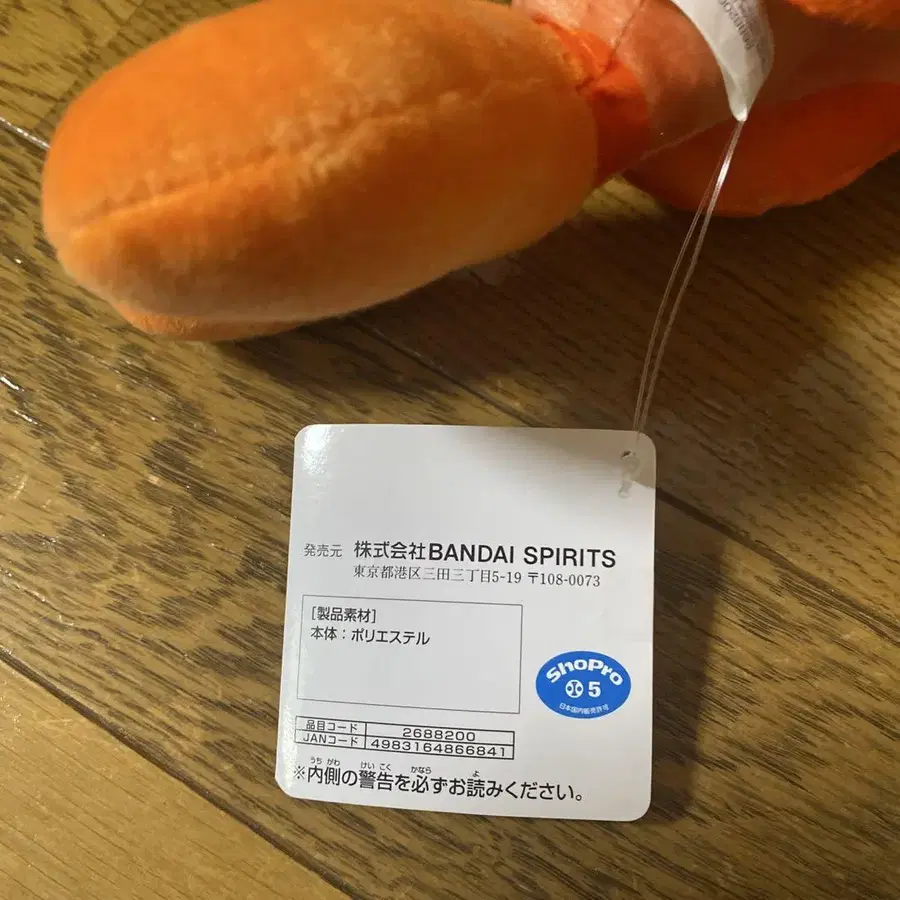 発売元 株式会社BANDAI SPIRITS
東京都港区三田三丁目5-19 〒108-0073
[製品素材]
本体：ポリエステル
ShoPro
5
日本国内販売許可
品目コード 2688200
JANコード 4983164866841
※内側の警告を必ずお読みください。
うちがわ けいこく かなら よ